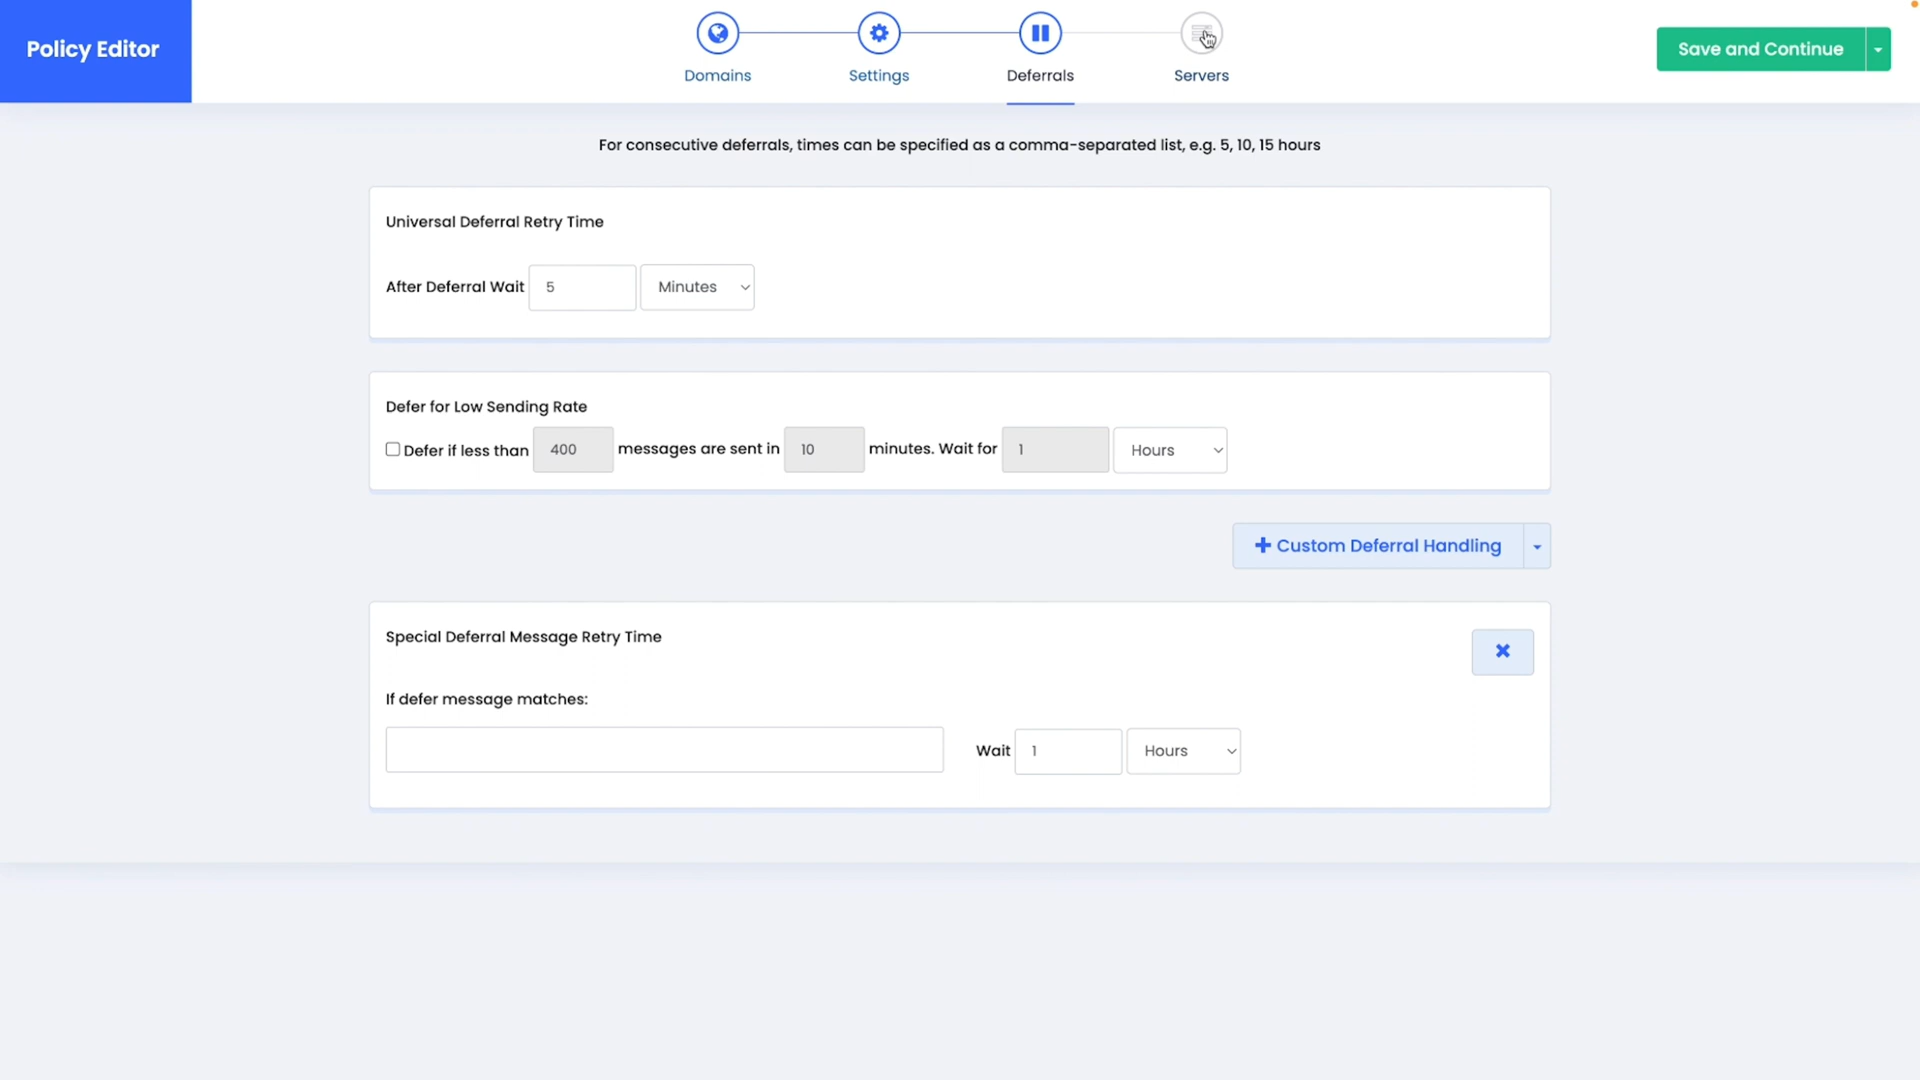 Policy Editor
Domains
Settings
Deferrals
Servers
Save and Continue
For consecutive deferrals, times can be specified as a comma-separated list, e.g. 5, 10, 15 hours
Universal Deferral Retry Time
After Deferral Wait 5 Minutes
Defer for Low Sending Rate
Defer if less than 400 messages are sent in 10 minutes. Wait for 1 Hours
Custom Deferral Handling
Special Deferral Message Retry Time
If defer message matches:
Wait 1 Hours